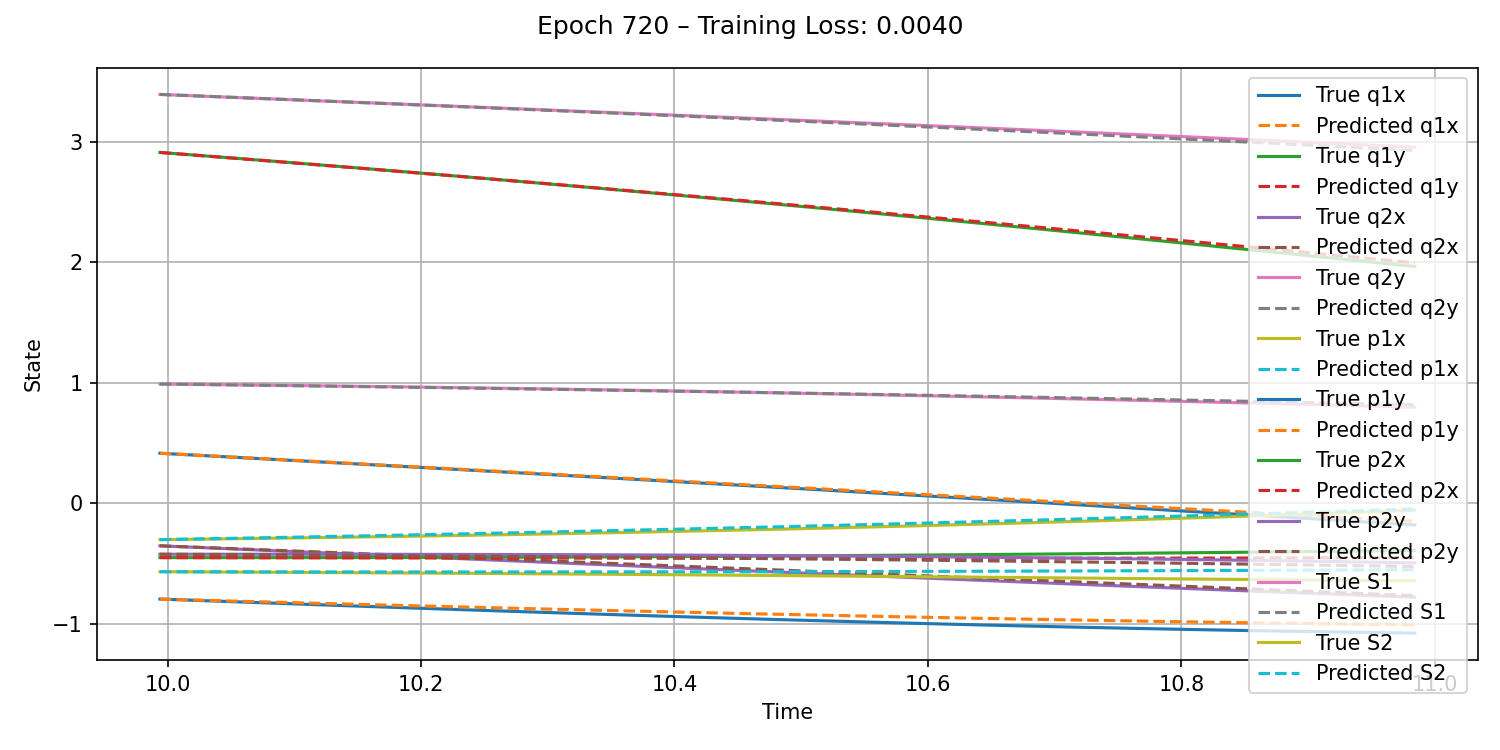 Epoch 720 – Training Loss: 0.0040
State
3
2
1
0
−1
10.0
10.2
10.4
10.6
10.8
11.0
Time
True q1x
Predicted q1x
True q1y
Predicted q1y
True q2x
Predicted q2x
True q2y
Predicted q2y
True p1x
Predicted p1x
True p1y
Predicted p1y
True p2x
Predicted p2x
True p2y
Predicted p2y
True S1
Predicted S1
True S2
Predicted S2